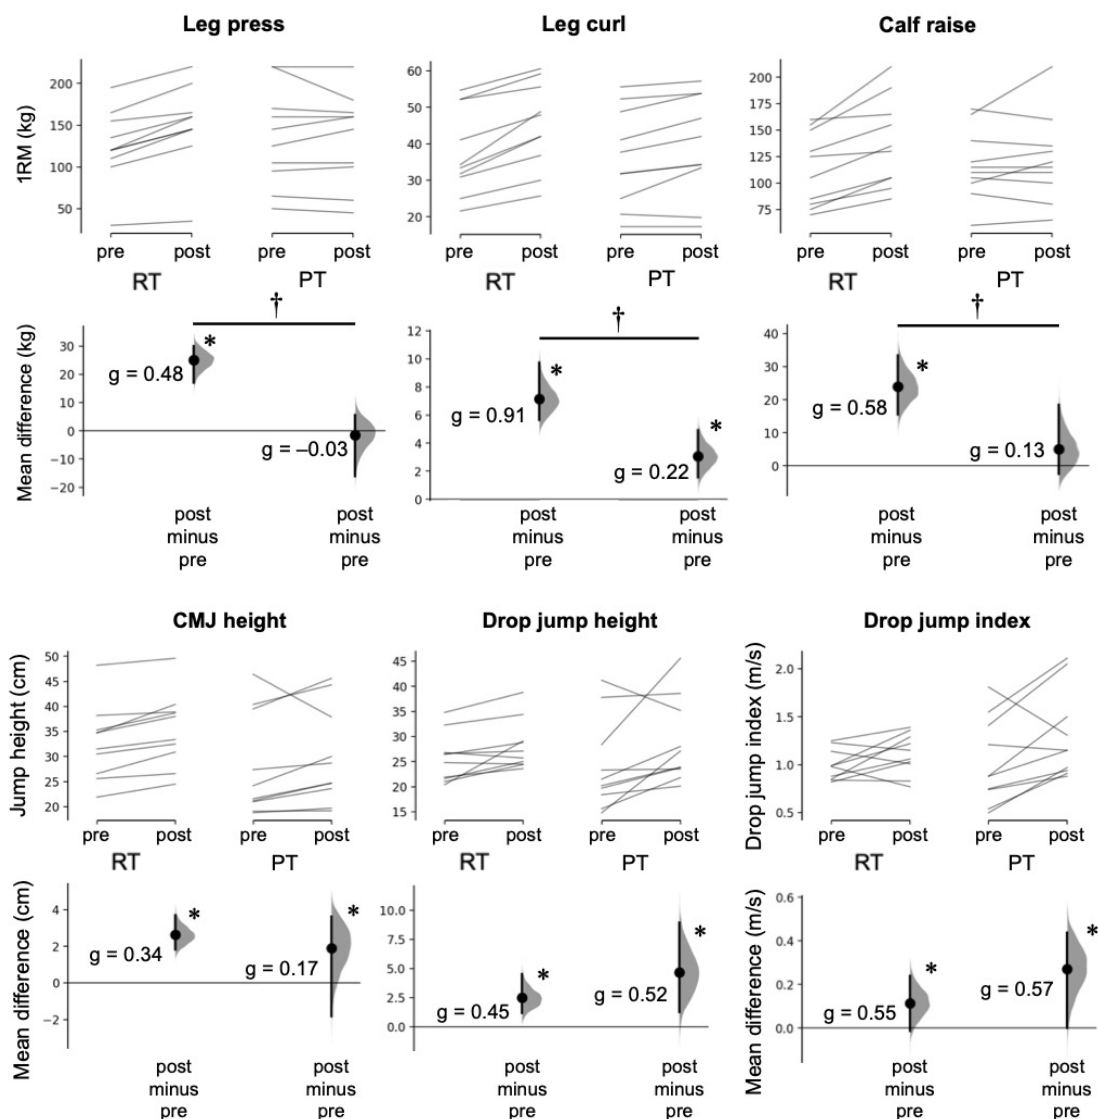 Leg press Leg curl Calf raise
1RM (kg)
200
150
100
50
pre post pre post
RT PT
60
50
40
30
20
pre post pre post
RT PT
200
175
150
125
100
75
pre post pre post
RT PT
Mean difference (kg)
30
20
10
0
−10
−20
†
*
g = 0.48
g = –0.03
post post
minus minus
pre pre
12
10
8
6
4
2
0
†
*
g = 0.91
*
g = 0.22
post post
minus minus
pre pre
40
30
20
10
0
†
*
g = 0.58
g = 0.13
post post
minus minus
pre pre
CMJ height Drop jump height Drop jump index
Jump height (cm)
50
45
40
35
30
25
20
pre post pre post
RT PT
45
40
35
30
25
20
15
pre post pre post
RT PT
Drop jump index (m/s)
2.0
1.5
1.0
0.5
pre post pre post
RT PT
Mean difference (cm)
4
2
0
−2
*
g = 0.34
*
g = 0.17
post post
minus minus
pre pre
10.0
7.5
5.0
2.5
0.0
*
g = 0.45
*
g = 0.52
post post
minus minus
pre pre
Mean difference (m/s)
0.6
0.4
0.2
0.0
*
g = 0.55
*
g = 0.57
post post
minus minus
pre pre